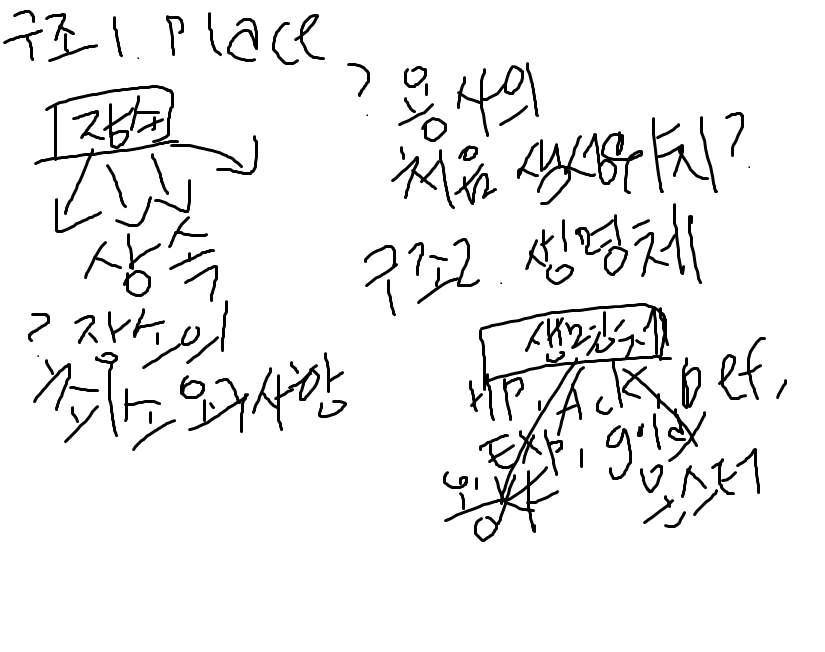 구조1. Place
장소
상속
? 장소의
최소 요구사항
? 용사의
처음 생성위치?
구조2. 생명체
생명체
HP, Ack, Def,
Exp, gold
용사 몬스터